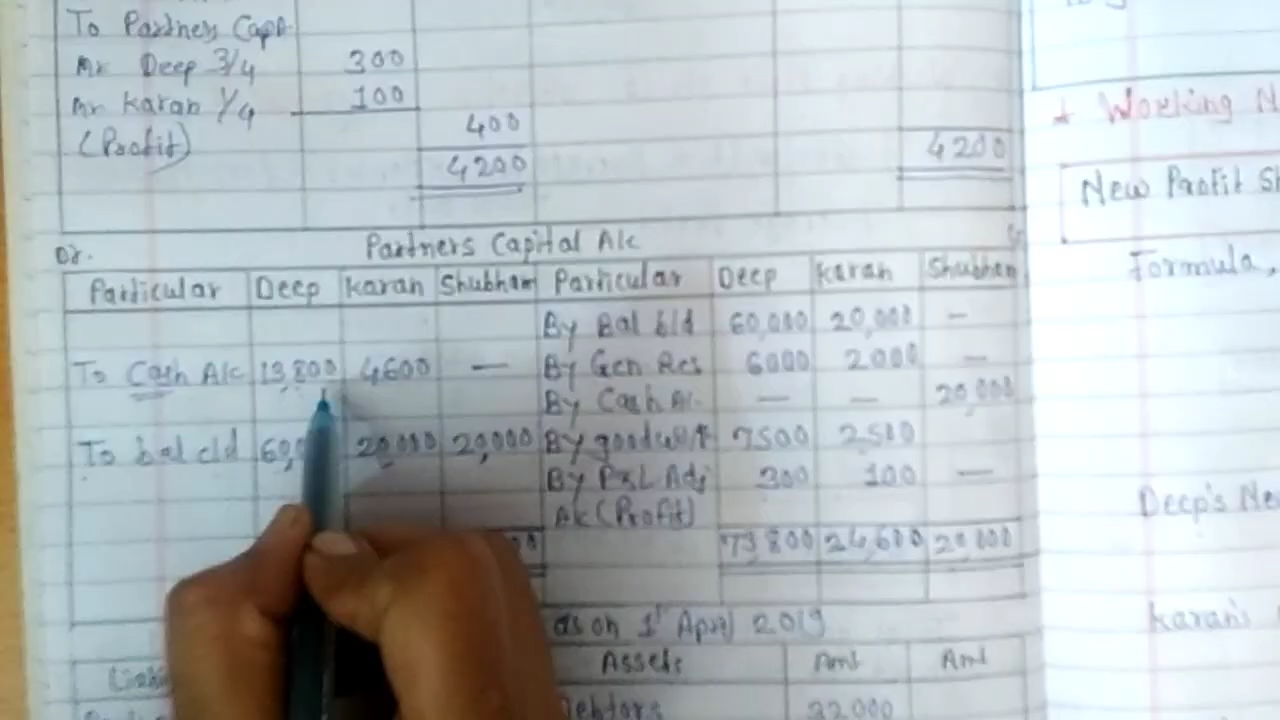 To Partners Capt
Mr Deep 3/4 300
Mr Karan 1/4 100
(Profit) 400
4200 4200
+ Working N
New Profit Sh
Formula,
Dr. Partners Capital A/c
Particular Deep Karan Shubham Particular Deep Karan Shubham
By Bal b/d 60,000 20,000 —
To Cash A/c 13,800 4600 — By Gen Res 6000 2000 —
By Cash A/c — — 20,000
To bal c/d 60,0 20,000 20,000 By goodwill 7500 2500
By P&L Adj 300 100 —
A/c (Profit)
73800 24,600 20,000
Deep's Ne
as on 1st April 2019
Karan's
Assets Amt Amt
Debtors 22,000